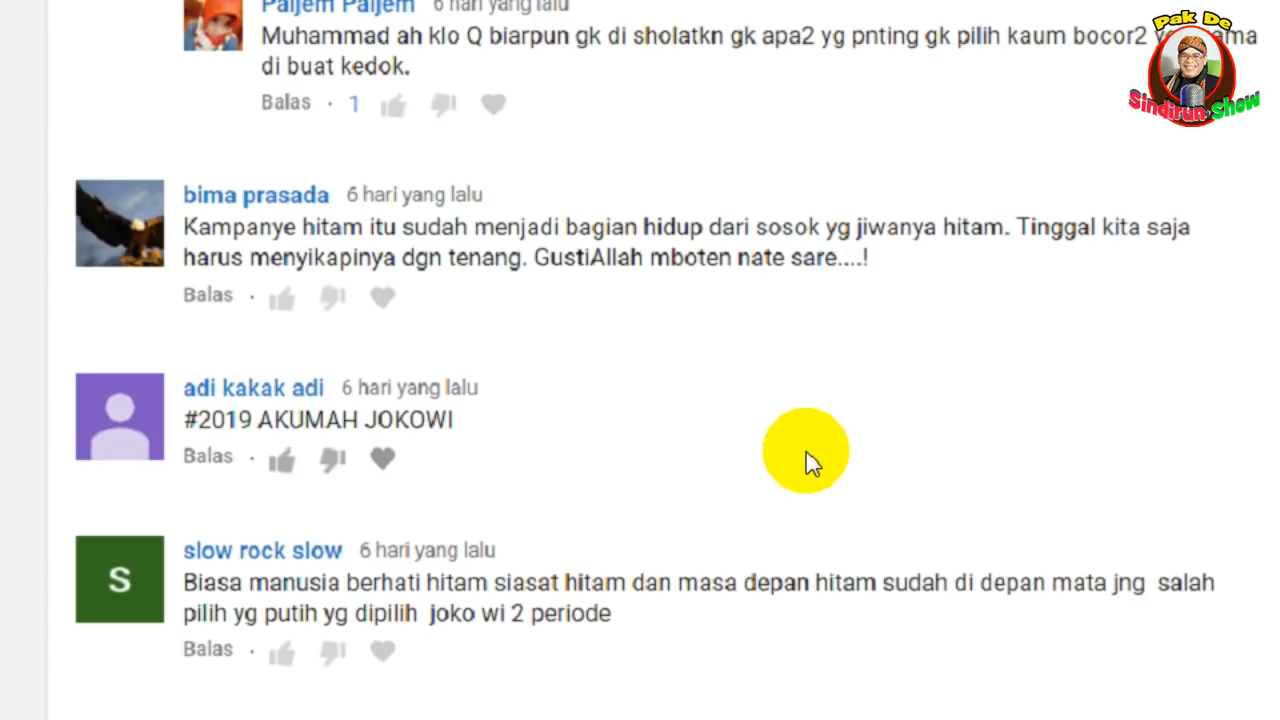 Paijem Paijem 6 hari yang lalu
Muhammad ah klo Q biarpun gk di sholatkn gk apa2 yg pnting gk pilih kaum bocor2
di buat kedok.
Balas · 1
bima prasada 6 hari yang lalu
Kampanye hitam itu sudah menjadi bagian hidup dari sosok yg jiwanya hitam. Tinggal kita saja
harus menyikapinya dgn tenang. GustiAllah mboten nate sare....!
Balas ·
adi kakak adi 6 hari yang lalu
#2019 AKUMAH JOKOWI
Balas ·
S
slow rock slow 6 hari yang lalu
Biasa manusia berhati hitam siasat hitam dan masa depan hitam sudah di depan mata jng salah
pilih yg putih yg dipilih joko wi 2 periode
Balas ·
Pak De
Sindirun Show